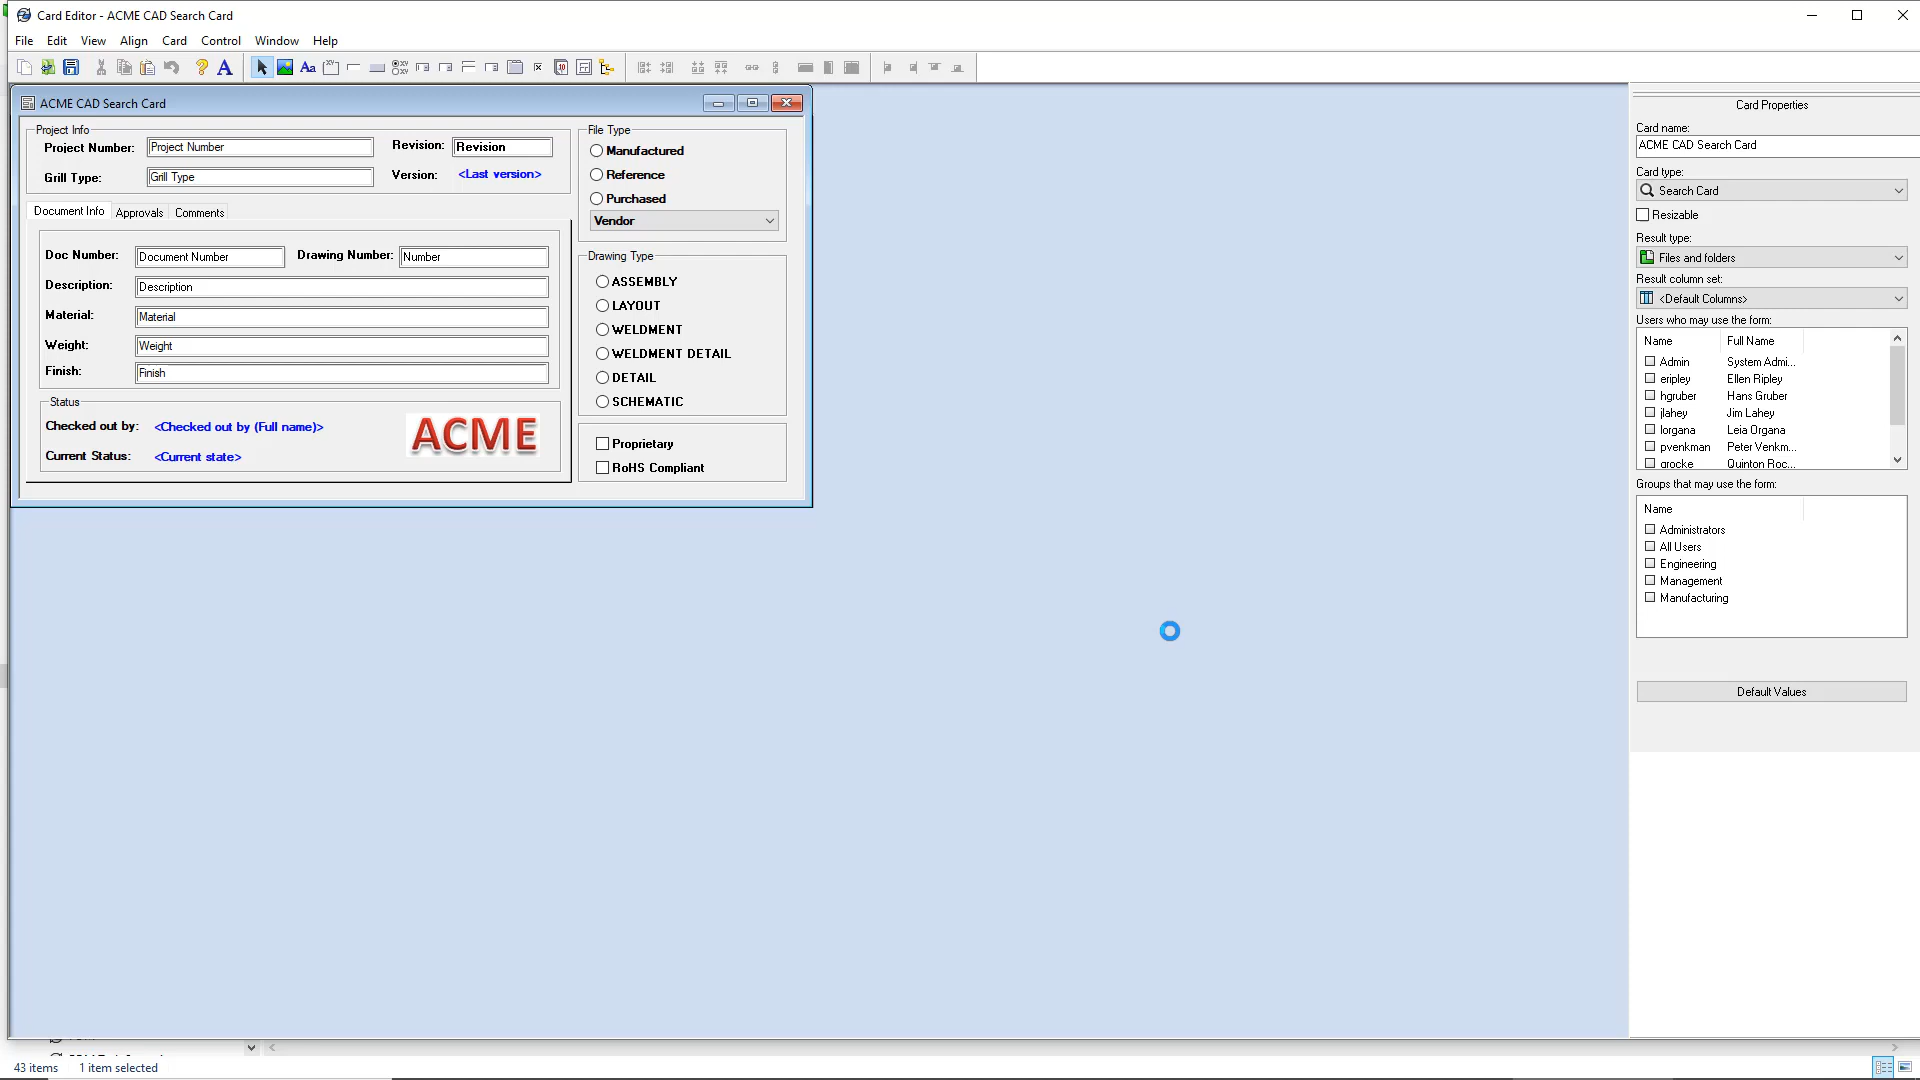 Card Editor - ACME CAD Search Card
File Edit View Align Card Control Window Help
ACME CAD Search Card
Project Info
Project Number: Project Number
Revision: Revision
Grill Type: Grill Type
Version: <Last version>
Document Info Approvals Comments
Doc Number: Document Number
Drawing Number: Number
Description: Description
Material: Material
Weight: Weight
Finish: Finish
Status
Checked out by: <Checked out by (Full name)>
Current Status: <Current state>
ACME
File Type
Manufactured
Reference
Purchased
Vendor
Drawing Type
ASSEMBLY
LAYOUT
WELDMENT
WELDMENT DETAIL
DETAIL
SCHEMATIC
Proprietary
RoHS Compliant
Card Properties
Card name:
ACME CAD Search Card
Card type:
Search Card
Resizable
Result type:
Files and folders
Result column set:
<Default Columns>
Users who may use the form:
Name Full Name
Admin System Admi...
eripley Ellen Ripley
hgruber Hans Gruber
jlahey Jim Lahey
lorgana Leia Organa
pvenkman Peter Venkm...
qrocke Quinton Roc...
Groups that may use the form:
Name
Administrators
All Users
Engineering
Management
Manufacturing
Default Values
43 items 1 item selected